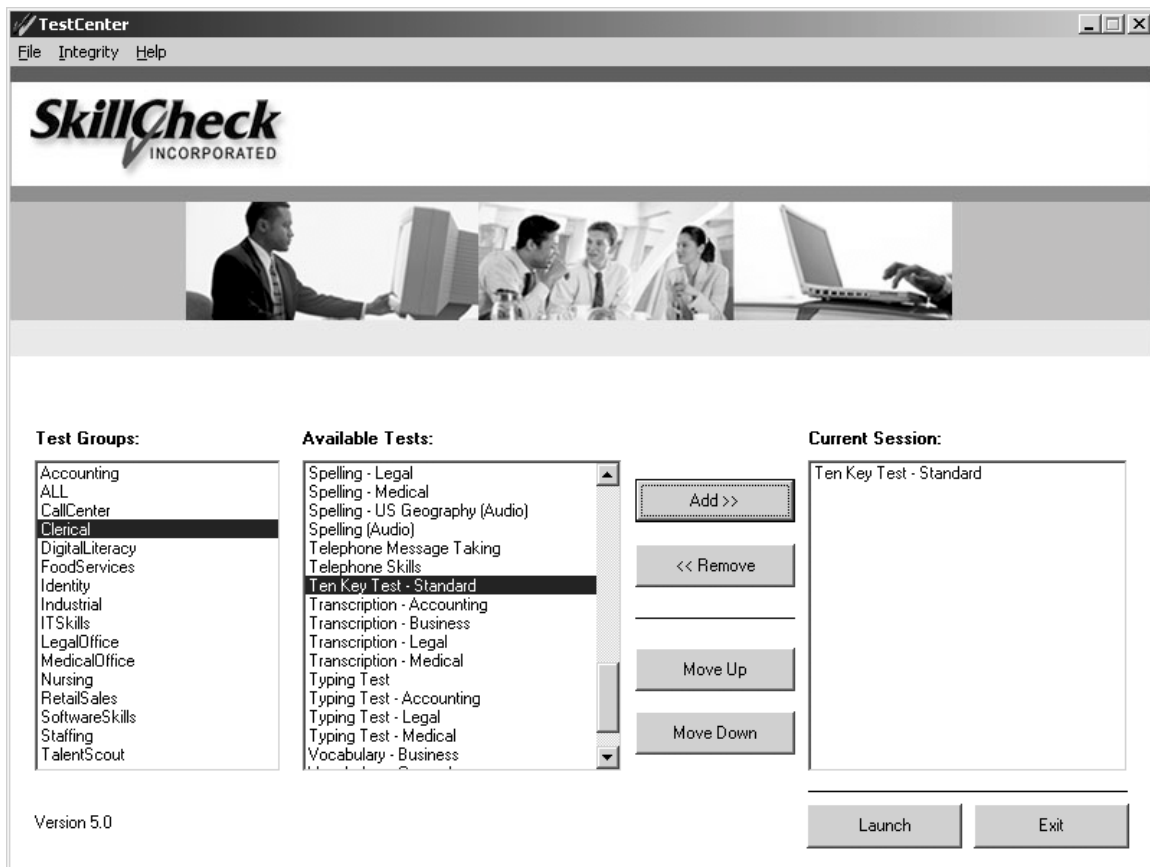 TestCenter
File Integrity Help
SkillCheck
INCORPORATED
Test Groups:
Accounting
ALL
CallCenter
Clerical
DigitalLiteracy
FoodServices
Identity
Industrial
ITSkills
LegalOffice
MedicalOffice
Nursing
RetailSales
SoftwareSkills
Staffing
TalentScout
Available Tests:
Spelling - Legal
Spelling - Medical
Spelling - US Geography (Audio)
Spelling (Audio)
Telephone Message Taking
Telephone Skills
Ten Key Test - Standard
Transcription - Accounting
Transcription - Business
Transcription - Legal
Transcription - Medical
Typing Test
Typing Test - Accounting
Typing Test - Legal
Typing Test - Medical
Vocabulary - Business
Add >>
<< Remove
Move Up
Move Down
Current Session:
Ten Key Test - Standard
Version 5.0
Launch
Exit